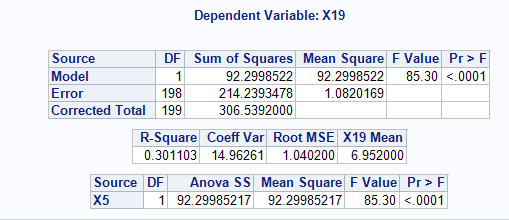 Dependent Variable: X19
Source DF Sum of Squares Mean Square F Value Pr > F
Model 1 92.2998522 92.2998522 85.30 <.0001
Error 198 214.2393478 1.0820169
Corrected Total 199 306.5392000
R-Square Coeff Var Root MSE X19 Mean
0.301103 14.96261 1.040200 6.952000
Source DF Anova SS Mean Square F Value Pr > F
X5 1 92.29985217 92.29985217 85.30 <.0001